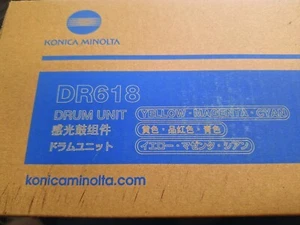 KONICA MINOLTA
DR618
DRUM UNIT YELLOW・MAGENTA・CYAN
感光鼓组件 黄色・品红色・青色
ドラムユニット イエロー・マゼンタ・シアン
konicaminolta.com